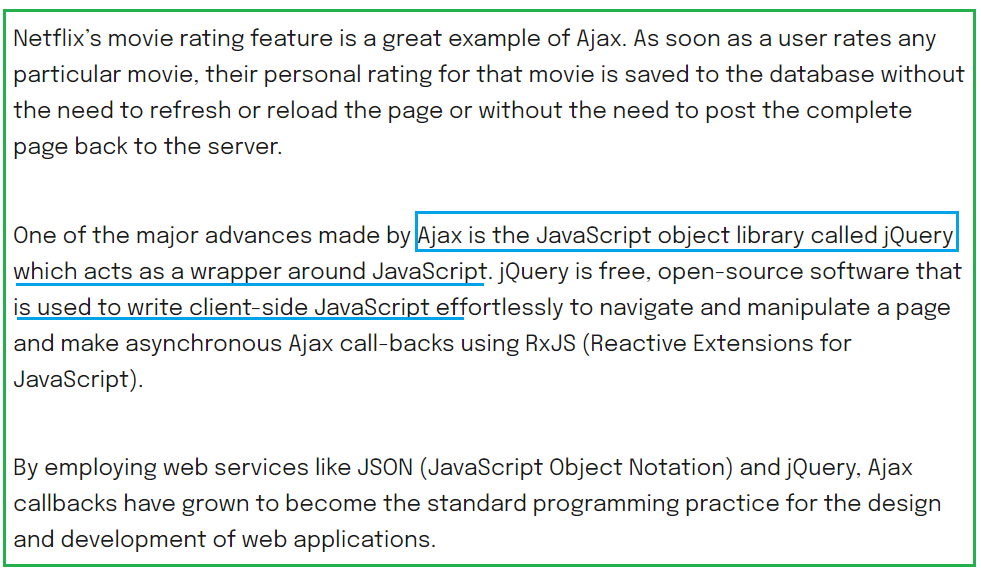 Netflix’s movie rating feature is a great example of Ajax. As soon as a user rates any
particular movie, their personal rating for that movie is saved to the database without
the need to refresh or reload the page or without the need to post the complete
page back to the server.
One of the major advances made by Ajax is the JavaScript object library called jQuery
which acts as a wrapper around JavaScript. jQuery is free, open-source software that
is used to write client-side JavaScript effortlessly to navigate and manipulate a page
and make asynchronous Ajax call-backs using RxJS (Reactive Extensions for
JavaScript).
By employing web services like JSON (JavaScript Object Notation) and jQuery, Ajax
callbacks have grown to become the standard programming practice for the design
and development of web applications.